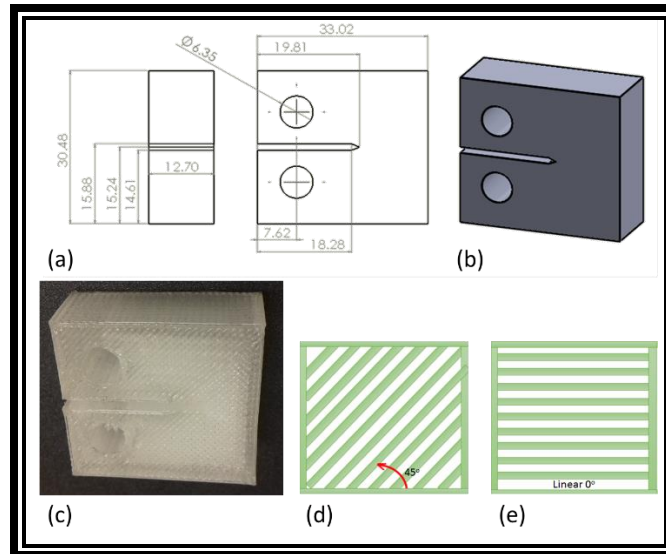 33.02
19.81
Ø6.35
30.48
15.88
15.24
14.61
12.70
7.62
18.28
(a)
(b)
45°
Linear 0°
(c)
(d)
(e)